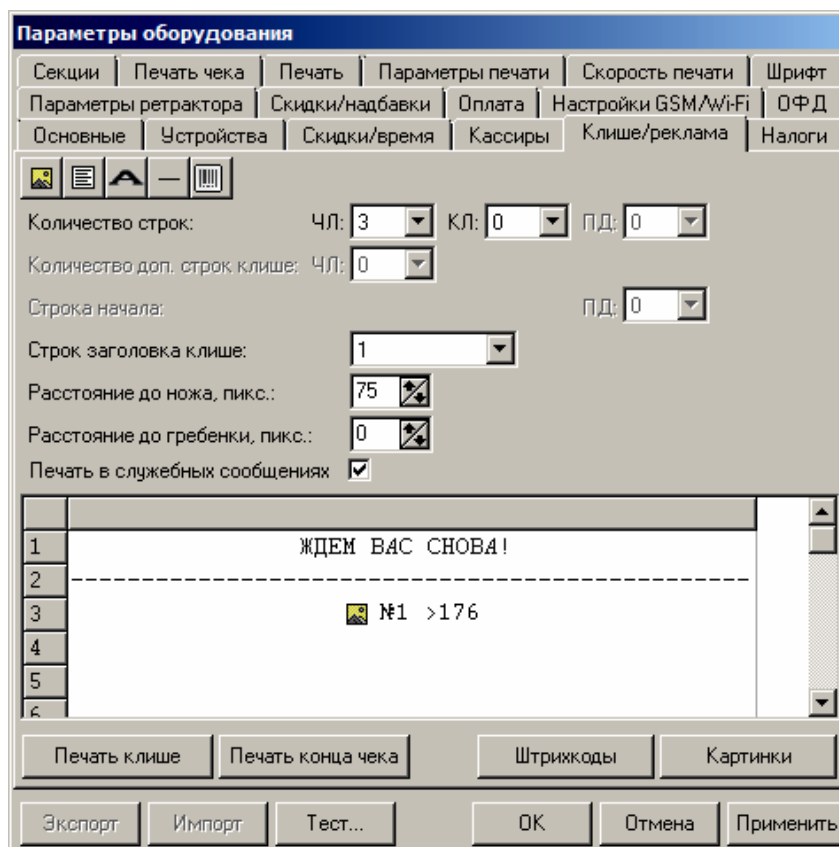 Параметры оборудования
Секции Печать чека Печать Параметры печати Скорость печати Шрифт
Параметры ретрактора Скидки/надбавки Оплата Настройки GSM/Wi-Fi ОФД
Основные Устройства Скидки/время Кассиры Клише/реклама Налоги
Количество строк: ЧЛ: 3 КЛ: 0 ПД: 0
Количество доп. строк клише: ЧЛ: 0
Строка начала: ПД: 0
Строк заголовка клише: 1
Расстояние до ножа, пикс.: 75
Расстояние до гребенки, пикс.: 0
Печать в служебных сообщениях
1 ЖДЕМ ВАС СНОВА!
2 --------------------------------------------------
3 №1 >176
4
5
6
Печать клише Печать конца чека Штрихкоды Картинки
Экспорт Импорт Тест... ОК Отмена Применить